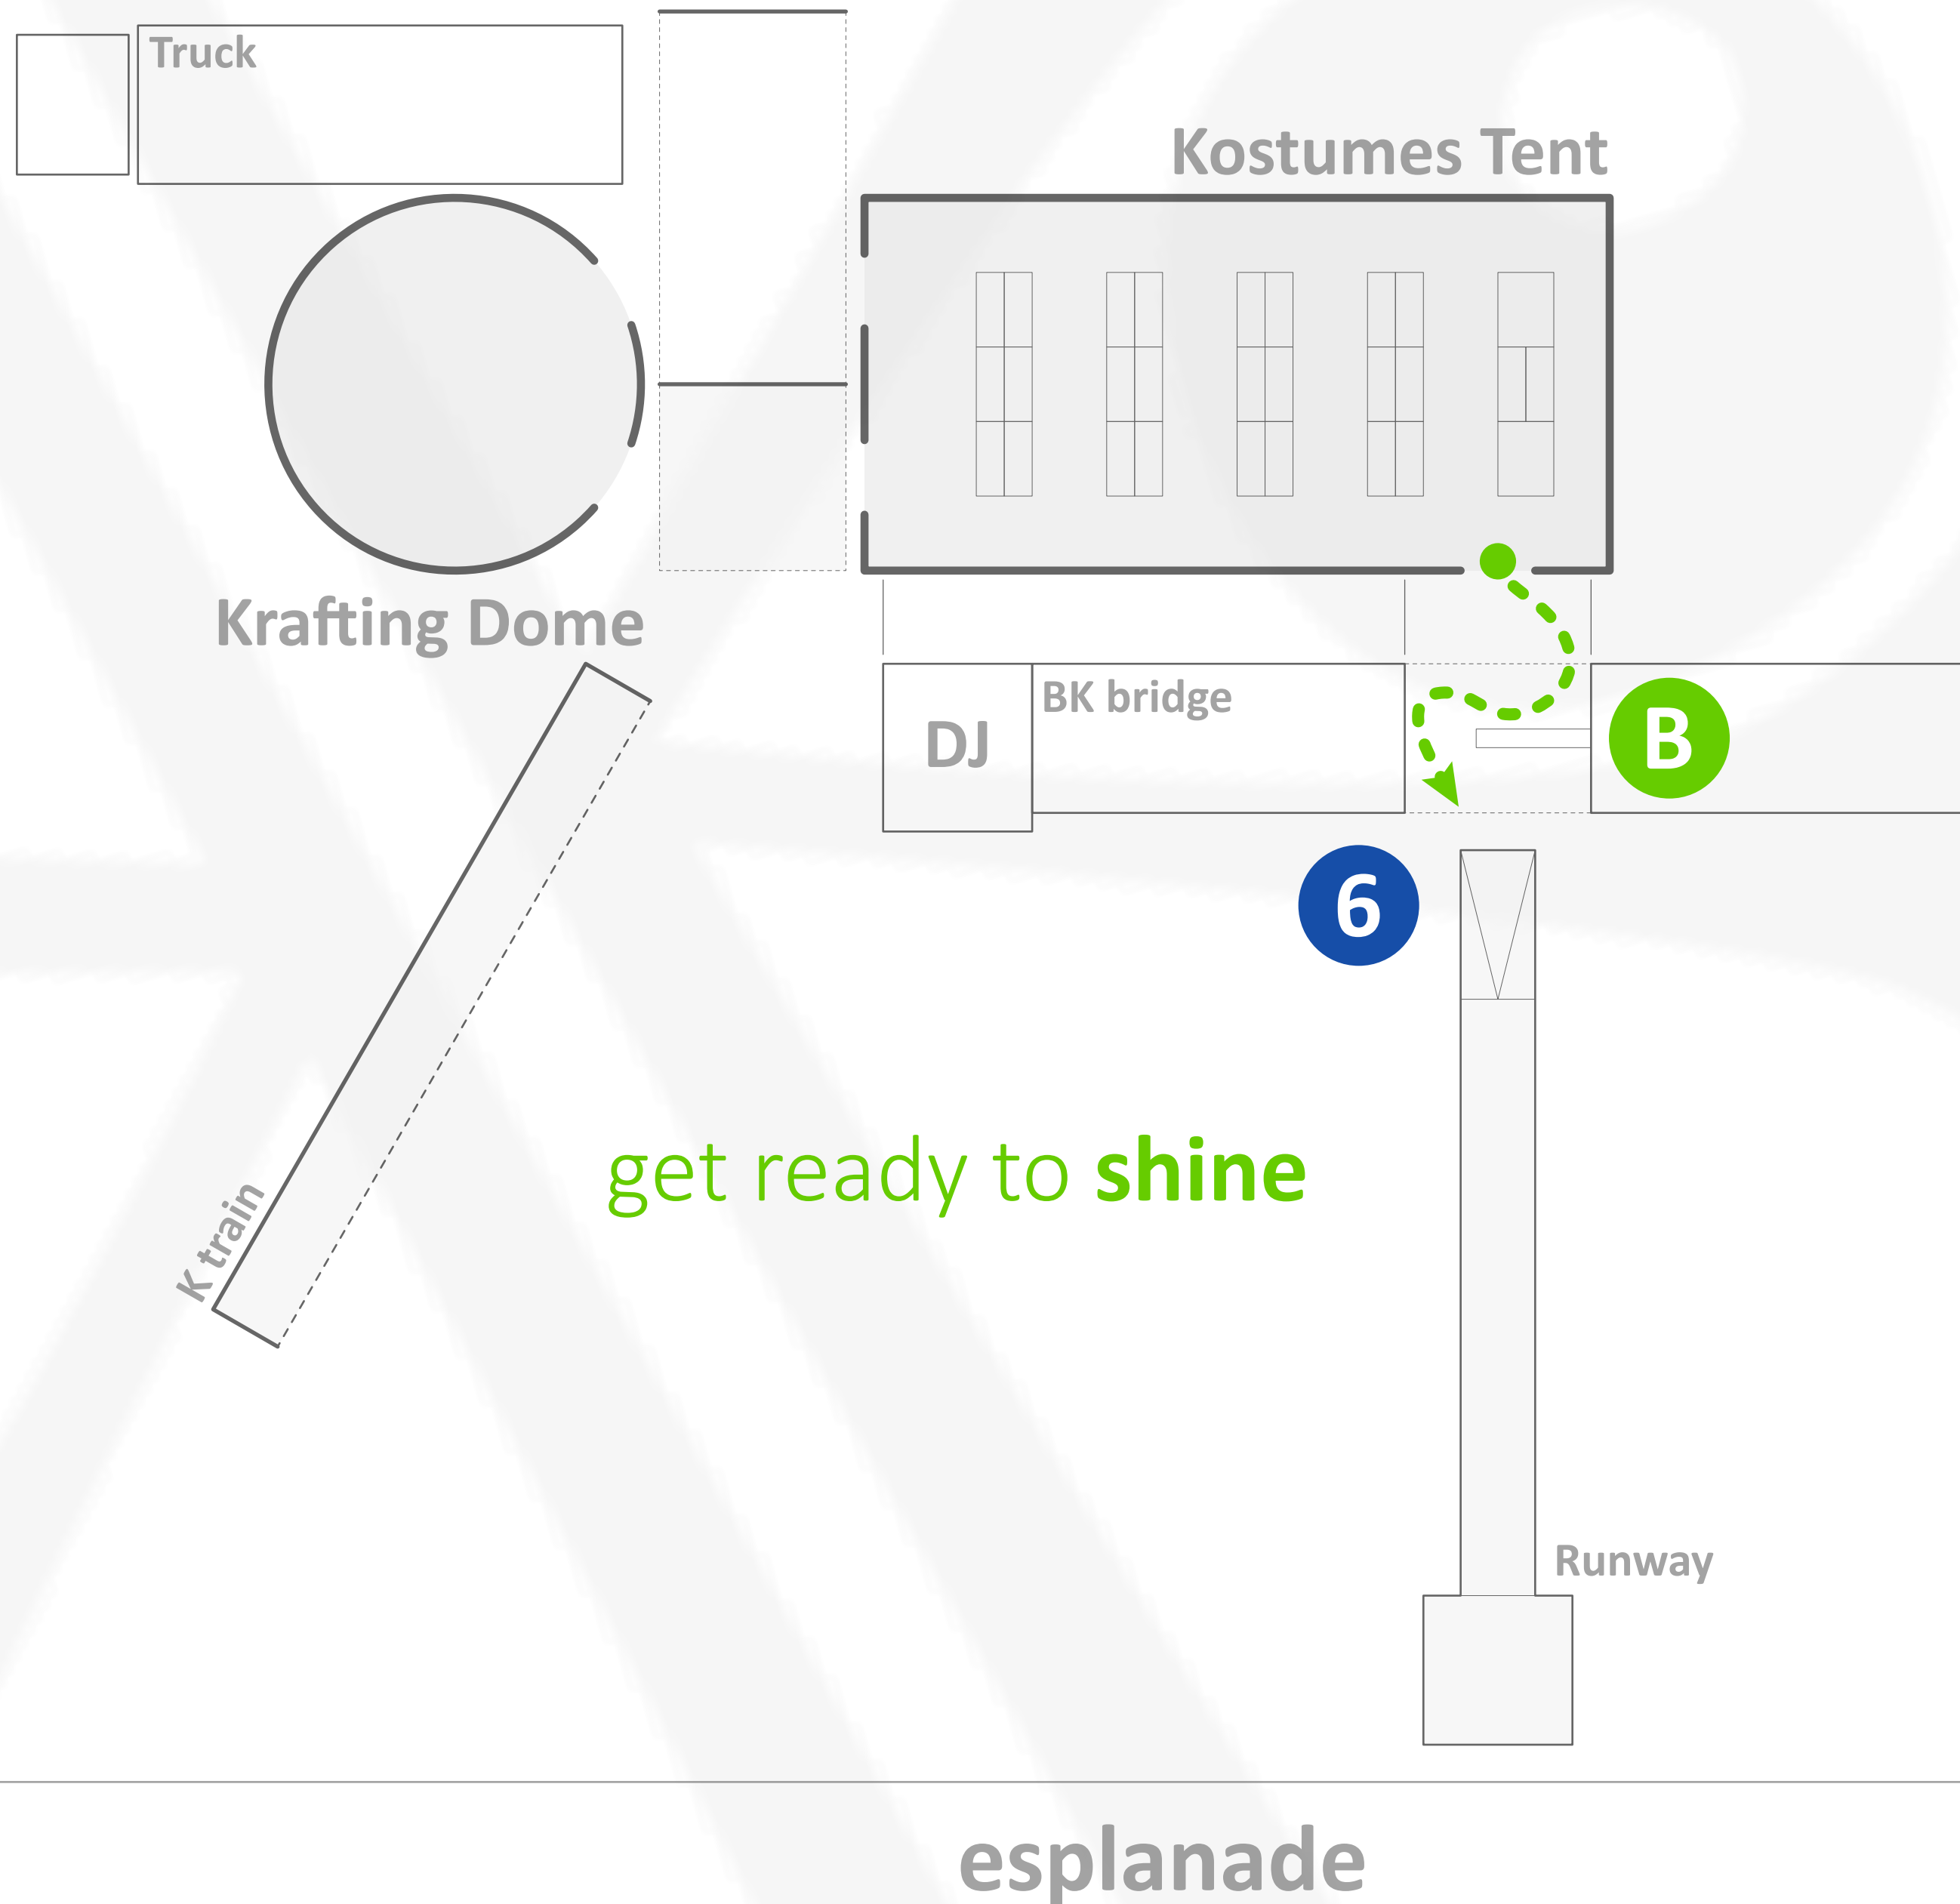 Truck
Kostumes Tent
Krafting Dome
BK bridge
DJ
B
6
get ready to shine
K train
Runway
esplanade